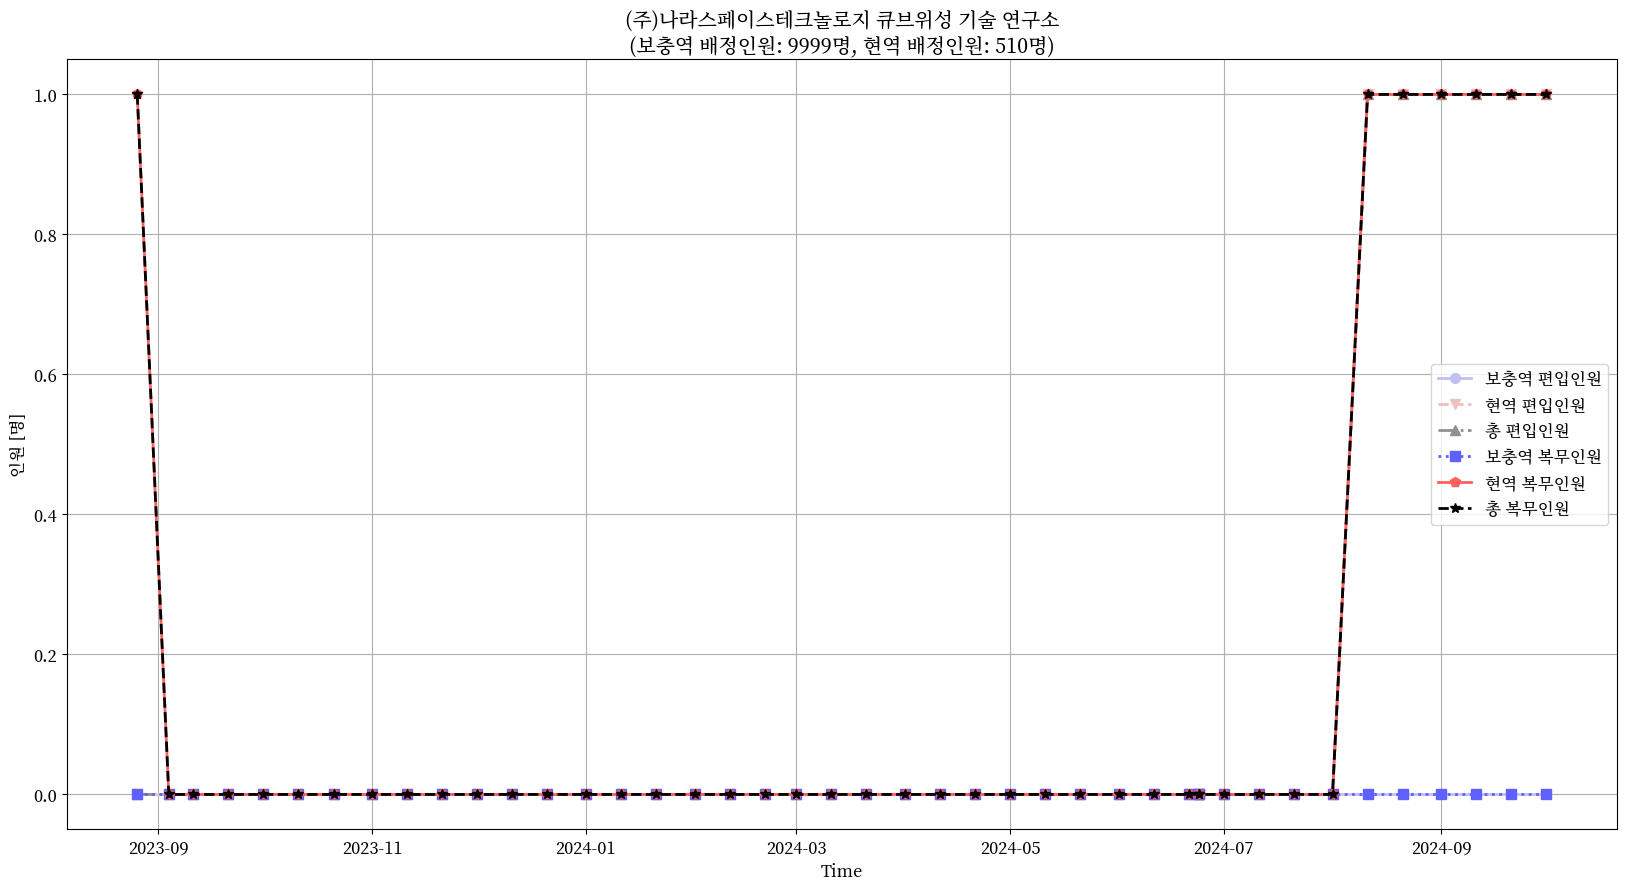 (주)나라스페이스테크놀로지 큐브위성 기술 연구소
(보충역 배정인원: 9999명, 현역 배정인원: 510명)
1.0
0.8
0.6
0.4
0.2
0.0
인원 [명]
보충역 편입인원
현역 편입인원
총 편입인원
보충역 복무인원
현역 복무인원
총 복무인원
2023-09
2023-11
2024-01
2024-03
2024-05
2024-07
2024-09
Time